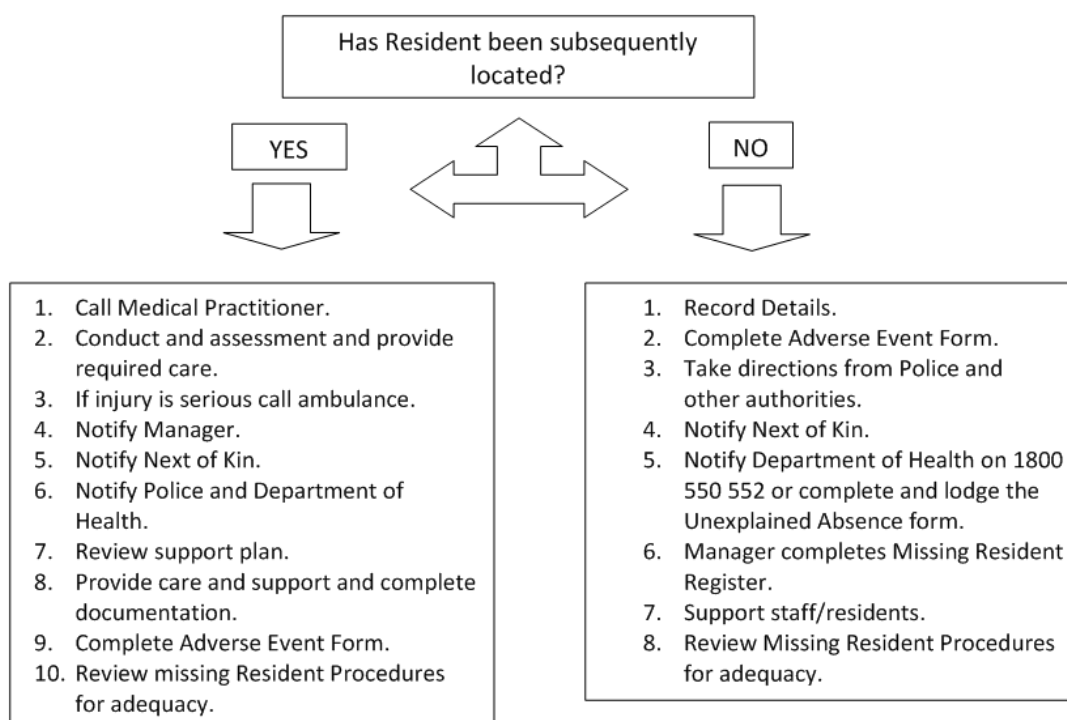 Has Resident been subsequently
located?
YES
NO
1. Call Medical Practitioner.
2. Conduct and assessment and provide
required care.
3. If injury is serious call ambulance.
4. Notify Manager.
5. Notify Next of Kin.
6. Notify Police and Department of
Health.
7. Review support plan.
8. Provide care and support and complete
documentation.
9. Complete Adverse Event Form.
10. Review missing Resident Procedures
for adequacy.
1. Record Details.
2. Complete Adverse Event Form.
3. Take directions from Police and
other authorities.
4. Notify Next of Kin.
5. Notify Department of Health on 1800
550 552 or complete and lodge the
Unexplained Absence form.
6. Manager completes Missing Resident
Register.
7. Support staff/residents.
8. Review Missing Resident Procedures
for adequacy.